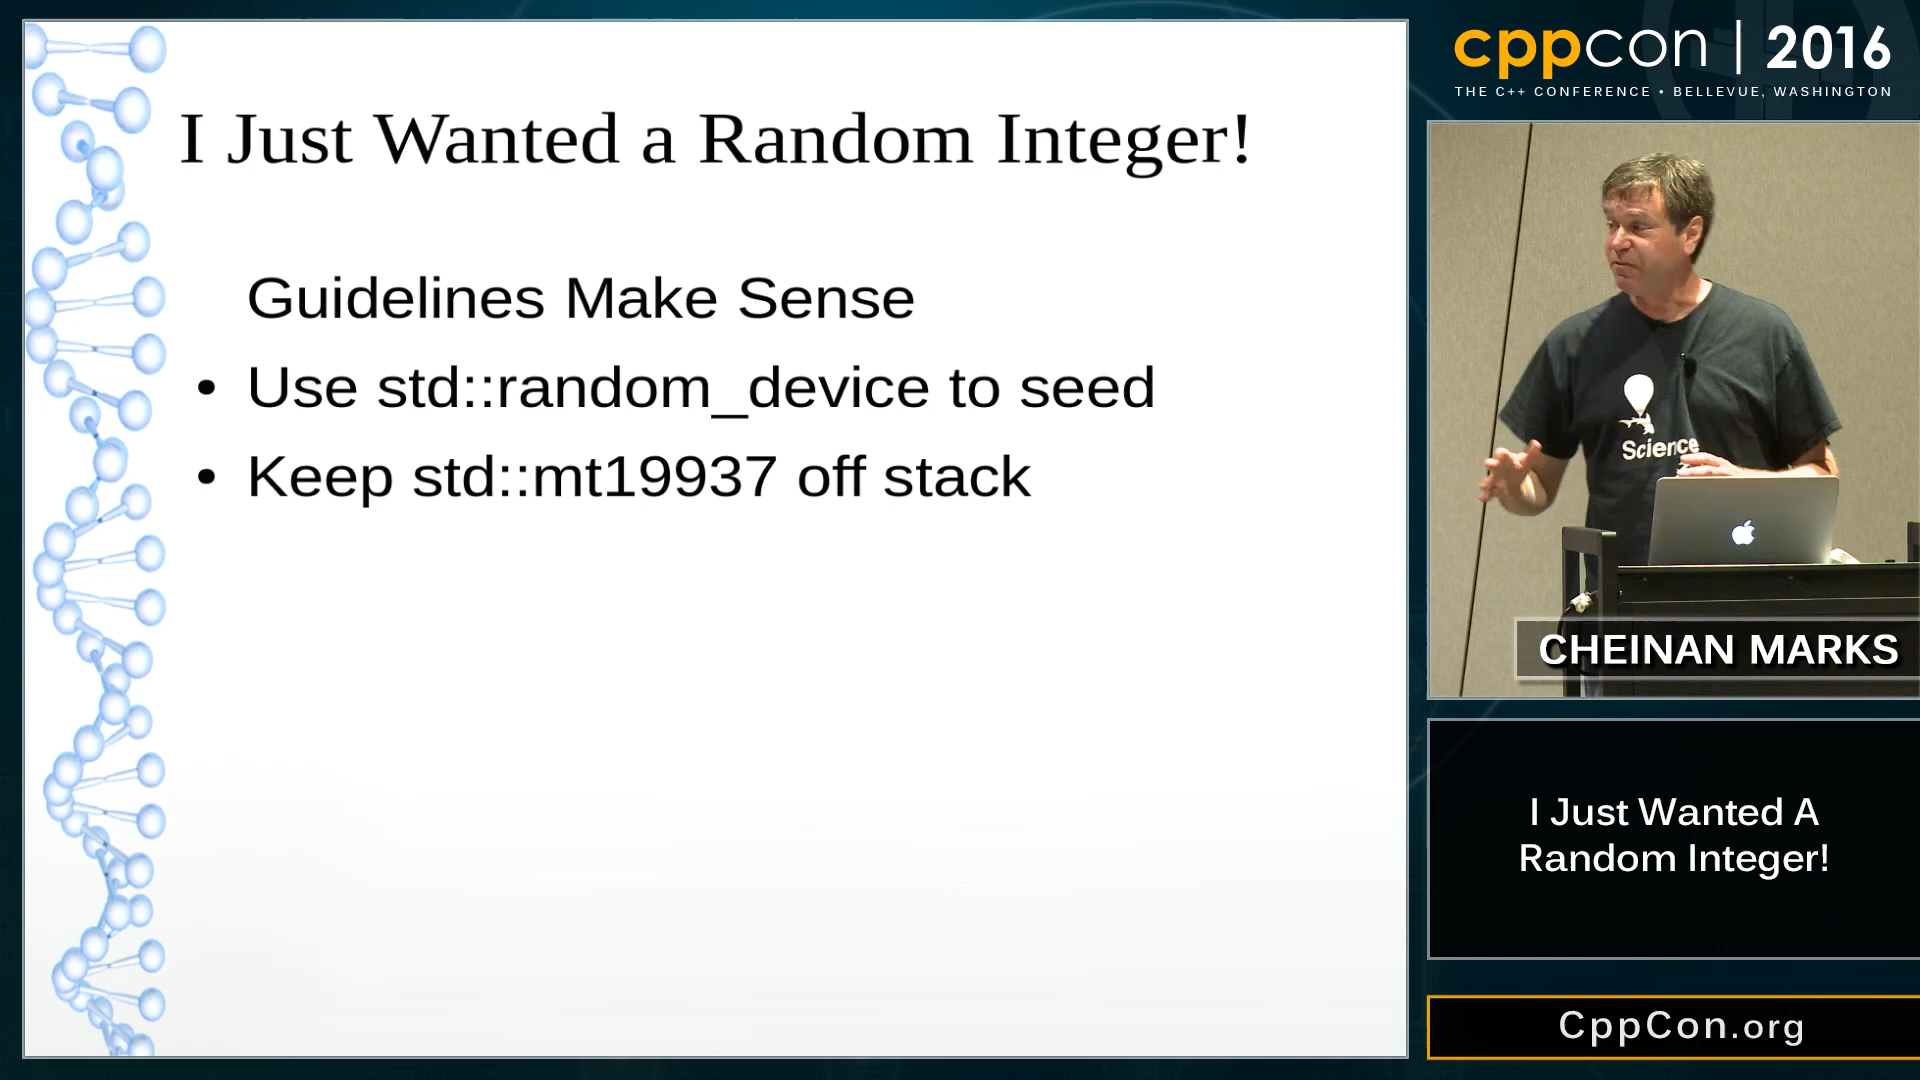 I Just Wanted a Random Integer!
Guidelines Make Sense
• Use std::random_device to seed
• Keep std::mt19937 off stack
cppcon | 2016
THE C++ CONFERENCE • BELLEVUE, WASHINGTON
Science
CHEINAN MARKS
I Just Wanted A
Random Integer!
CppCon.org